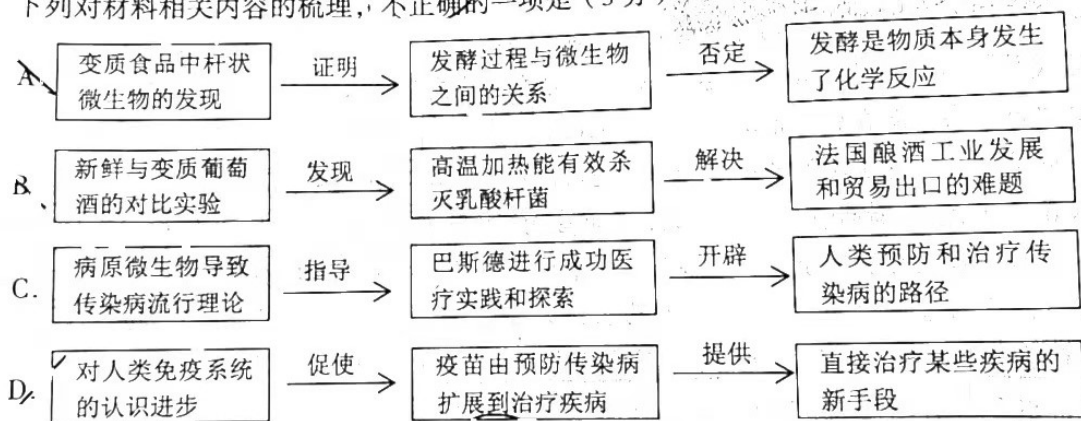 下列对材料相关内容的梳理，不正确的一项是（3分）
A. 变质食品中杆状微生物的发现 证明 发酵过程与微生物之间的关系 否定 发酵是物质本身发生了化学反应
B. 新鲜与变质葡萄酒的对比实验 发现 高温加热能有效杀灭乳酸杆菌 解决 法国酿酒工业发展和贸易出口的难题
C. 病原微生物导致传染病流行理论 指导 巴斯德进行成功医疗实践和探索 开辟 人类预防和治疗传染病的路径
D. 对人类免疫系统的认识进步 促使 疫苗由预防传染病扩展到治疗疾病 提供 直接治疗某些疾病的新手段